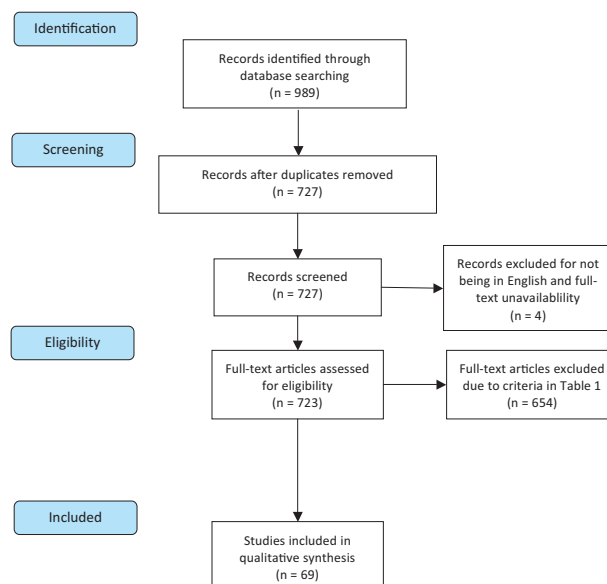 Identification
Records identified through
database searching
(n = 989)
Screening
Records after duplicates removed
(n = 727)
Records screened
(n = 727)
Records excluded for not
being in English and full-
text unavailablility
(n = 4)
Eligibility
Full-text articles assessed
for eligibility
(n = 723)
Full-text articles excluded
due to criteria in Table 1
(n = 654)
Included
Studies included in
qualitative synthesis
(n = 69)